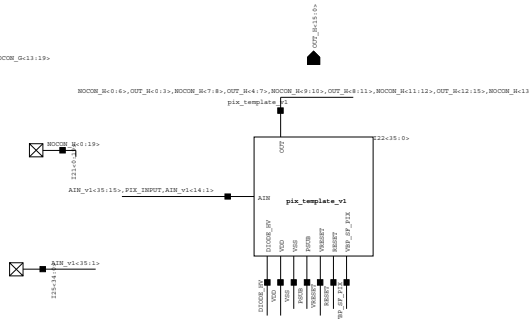 OUT_H<15:0>
OCON_G<13:19>
NOCON_H<0:6>,OUT_H<0:3>,NOCON_H<7:8>,OUT_H<4:7>,NOCON_H<9:10>,OUT_H<8:11>,NOCON_H<11:12>,OUT_H<12:15>,NOCON_H<13
pix_template_v1
I22<35:0>
OUT
NOCON_H<0:19>
AIN_v1<35:15>,PIX_INPUT,AIN_v1<14:1>
AIN
pix_template_v1
DIODE_HV
VDD
VSS
PSUB
VRESET
RESET
VBP_SF_PIX
AIN_v1<35:1>
DIODE_HV
VDD
VSS
PSUB
VRESET
RESET
VBP_SF_PIX